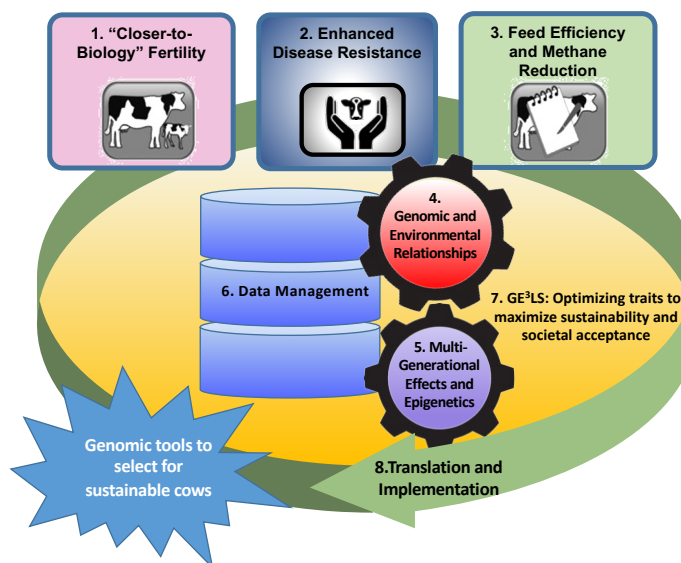 1. “Closer-to-
Biology” Fertility
2. Enhanced
Disease Resistance
3. Feed Efficiency
and Methane
Reduction
4.
Genomic and
Environmental
Relationships
6. Data Management
7. GE³LS: Optimizing traits to
maximize sustainability and
societal acceptance
5. Multi-
Generational
Effects and
Epigenetics
Genomic tools to
select for
sustainable cows
8.Translation and
Implementation